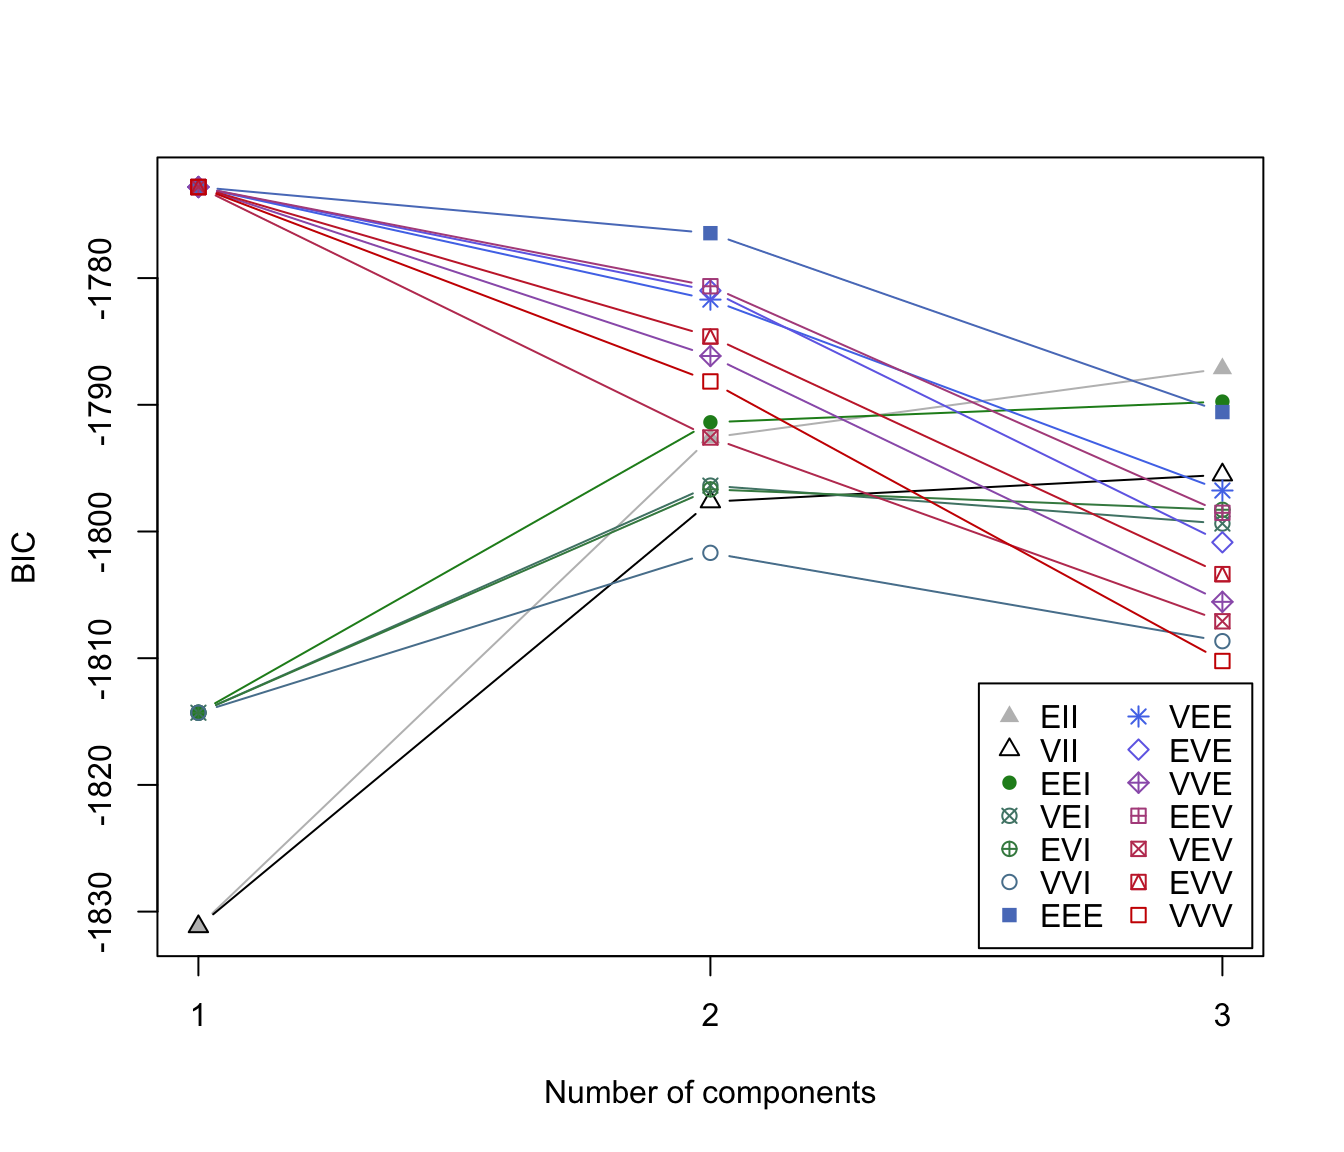 BIC
-1780
-1790
-1800
-1810
-1820
-1830
1 2 3
Number of components
EII VEE
VII EVE
EEI VVE
VEI EEV
EVI VEV
VVI EVV
EEE VVV